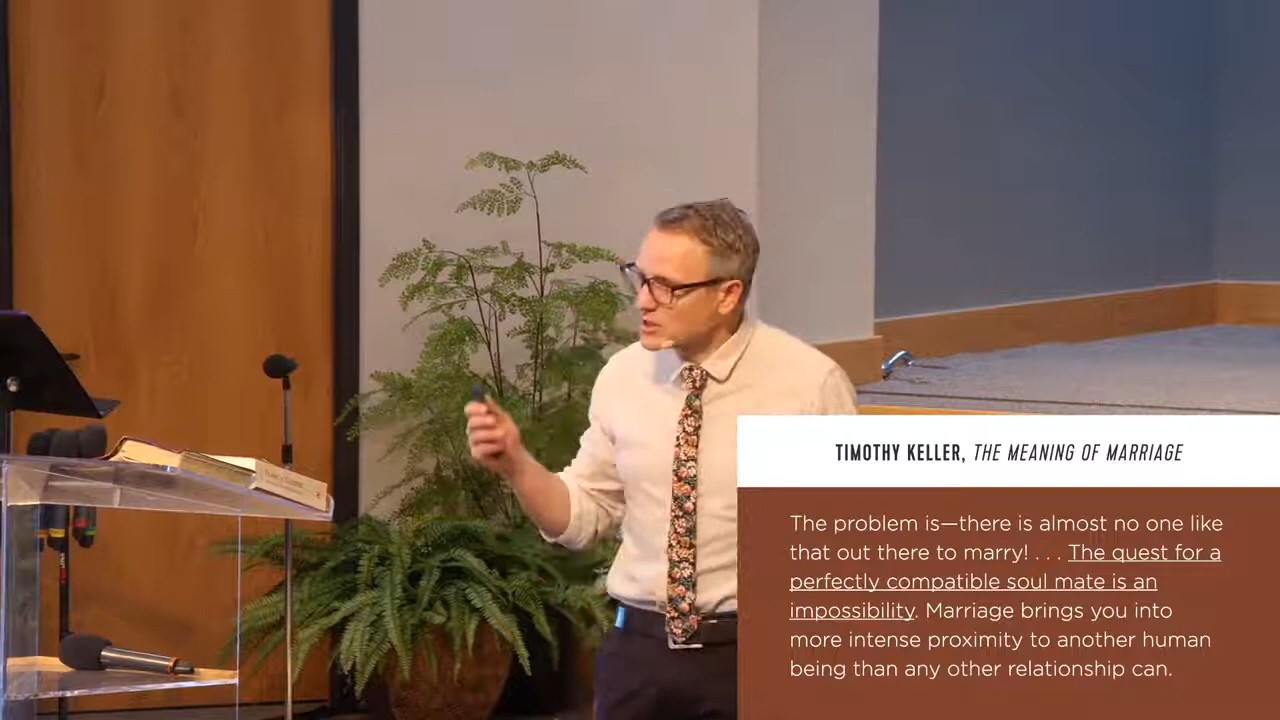 TIMOTHY KELLER, THE MEANING OF MARRIAGE
The problem is—there is almost no one like
that out there to marry! . . . The quest for a
perfectly compatible soul mate is an
impossibility. Marriage brings you into
more intense proximity to another human
being than any other relationship can.